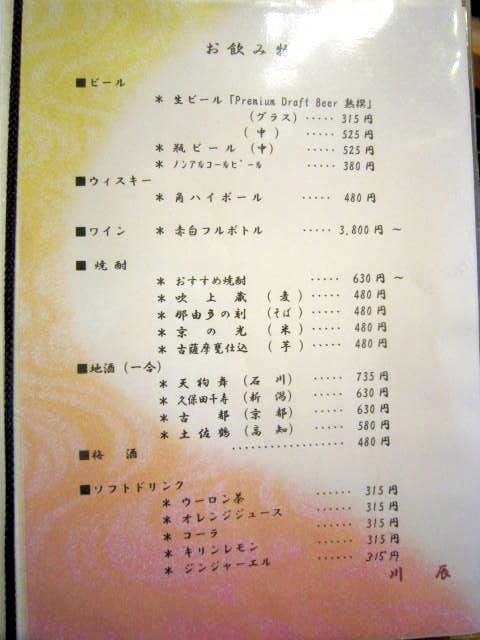 お飲み物
■ビール
＊ 生ビール「Premium Draft Beer 熟撰」
(グラス) ····· 315円
( 中 ) ····· 525円
＊ 瓶ビール (中) ····· 525円
＊ ノンアルコールビール ····· 380円
■ウィスキー
＊ 角ハイボール ····· 480円
■ワイン ＊ 赤白フルボトル ····· 3,800円 ～
■ 焼酎
＊ おすすめ焼酎 ····· 630円 ～
＊ 吹上蔵 ( 麦 ) ····· 480円
＊ 那由多の刻 (そば) ····· 480円
＊ 京の光 ( 米 ) ····· 480円
＊ 古薩摩甕仕込 ( 芋 ) ····· 480円
■地酒(一合)
＊ 天狗舞 (石川) ····· 735円
＊ 久保田千寿 (新潟) ····· 630円
＊ 古都 (京都) ····· 630円
＊ 土佐鶴 (高知) ····· 580円
■梅酒 ················ 480円
■ソフトドリンク
＊ ウーロン茶 ······ 315円
＊ オレンジジュース ······ 315円
＊ コーラ ······ 315円
＊ キリンレモン ······ 315円
＊ ジンジャーエル ······ 315円
川辰